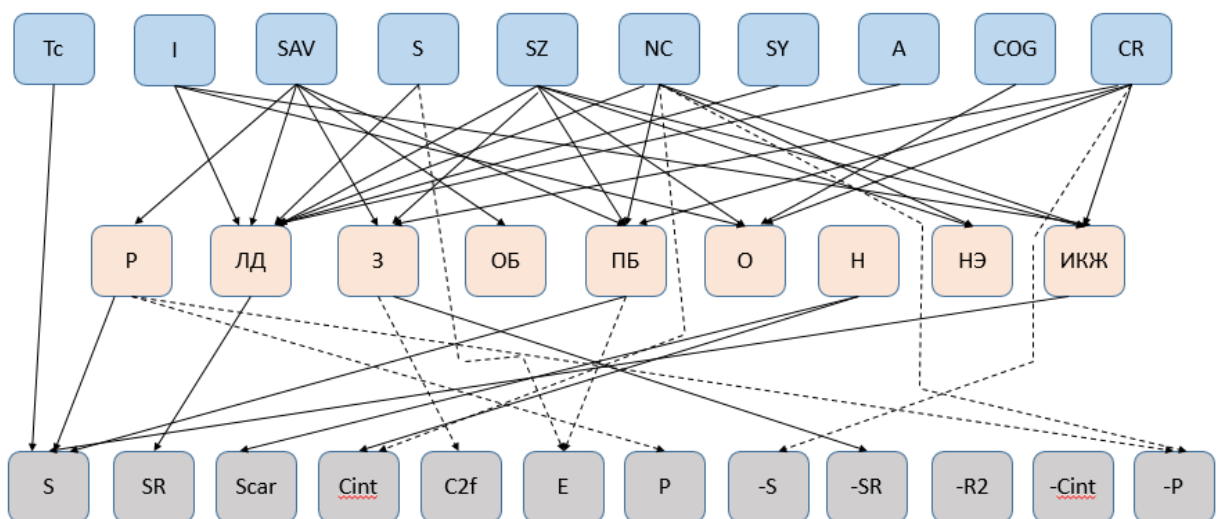 Tc I SAV S SZ NC SY A COG CR
Р ЛД З ОБ ПБ О Н НЭ ИКЖ
S SR Scar Cint C2f E P -S -SR -R2 -Cint -P